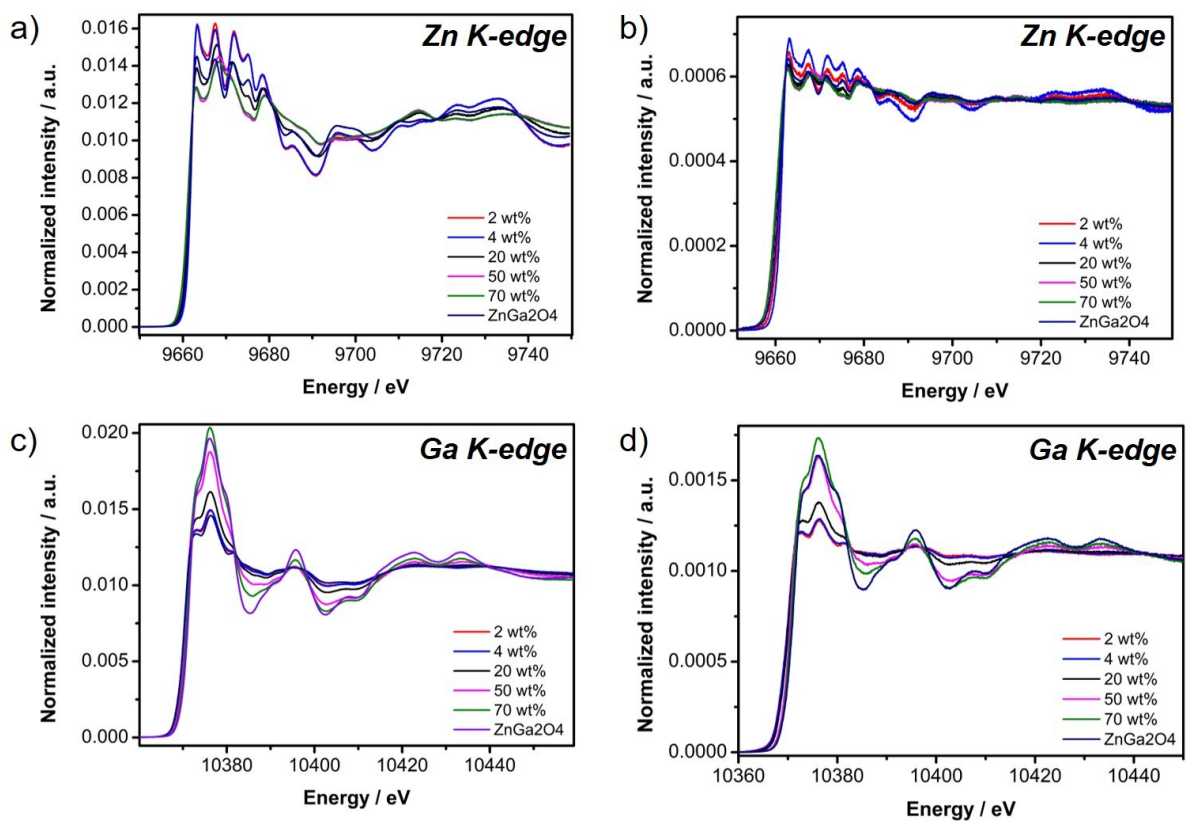 a)
Zn K-edge
Normalized intensity / a.u.
0.016
0.014
0.012
0.010
0.008
0.006
0.004
0.002
0.000
2 wt%
4 wt%
20 wt%
50 wt%
70 wt%
ZnGa2O4
9660 9680 9700 9720 9740
Energy / eV
b)
Zn K-edge
Normalized intensity / a.u.
0.0006
0.0004
0.0002
0.0000
2 wt%
4 wt%
20 wt%
50 wt%
70 wt%
ZnGa2O4
9660 9680 9700 9720 9740
Energy / eV
c)
Ga K-edge
Normalized intensity / a.u.
0.020
0.015
0.010
0.005
0.000
2 wt%
4 wt%
20 wt%
50 wt%
70 wt%
ZnGa2O4
10380 10400 10420 10440
Energy / eV
d)
Ga K-edge
Normalized intensity / a.u.
0.0015
0.0010
0.0005
0.0000
2 wt%
4 wt%
20 wt%
50 wt%
70 wt%
ZnGa2O4
10360 10380 10400 10420 10440
Energy / eV